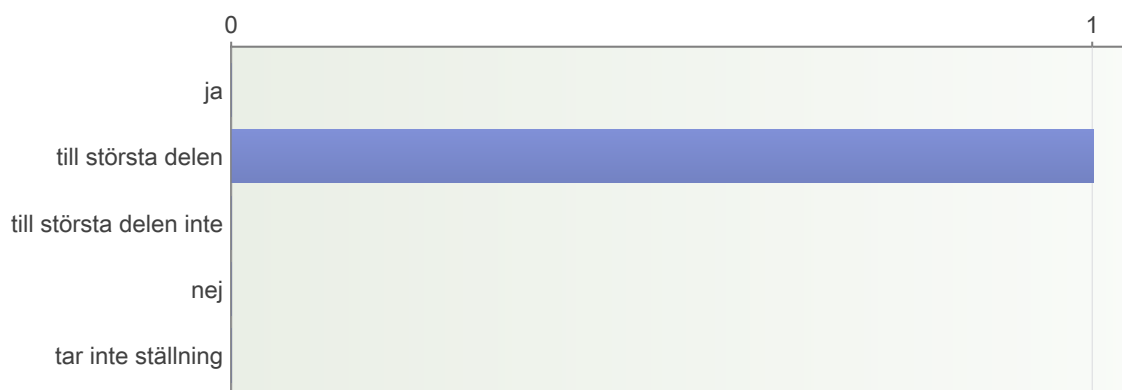 0 1
ja
till största delen
till största delen inte
nej
tar inte ställning